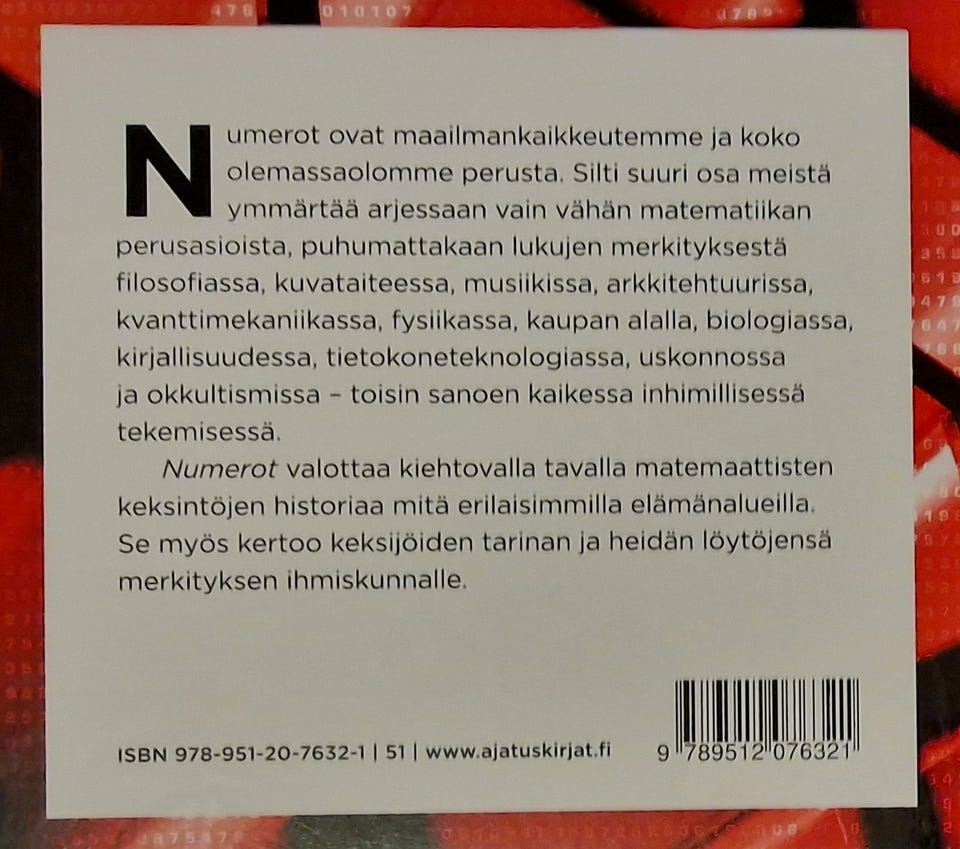 476 010107 0789
Numerot ovat maailmankaikkeutemme ja koko
olemassaolomme perusta. Silti suuri osa meistä
ymmärtää arjessaan vain vähän matematiikan
perusasioista, puhumattakaan lukujen merkityksestä
filosofiassa, kuvataiteessa, musiikissa, arkkitehtuurissa,
kvanttimekaniikassa, fysiikassa, kaupan alalla, biologiassa,
kirjallisuudessa, tietokoneteknologiassa, uskonnossa
ja okkultismissa – toisin sanoen kaikessa inhimillisessä
tekemisessä.
Numerot valottaa kiehtovalla tavalla matemaattisten
keksintöjen historiaa mitä erilaisimmilla elämänalueilla.
Se myös kertoo keksijöiden tarinan ja heidän löytöjensä
merkityksen ihmiskunnalle.
ISBN 978-951-20-7632-1 | 51 | www.ajatuskirjat.fi
9 789512 076321